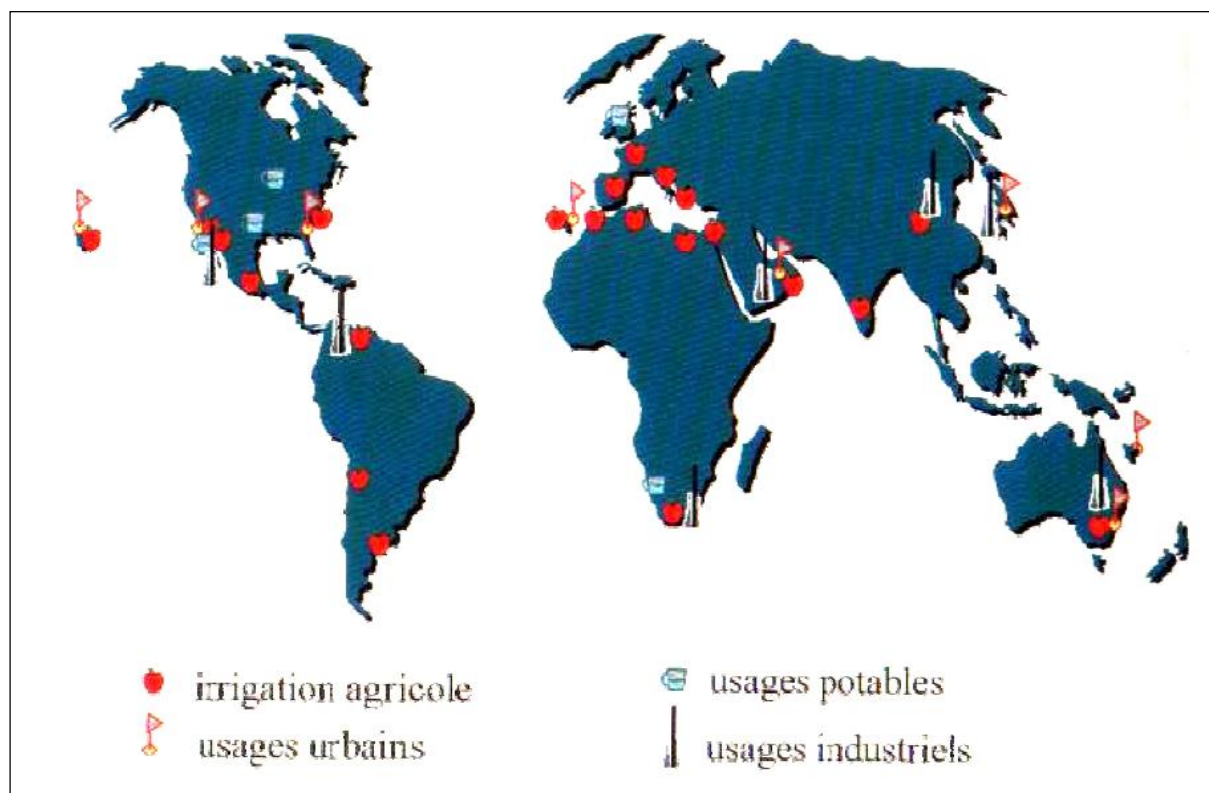 irrigation agricole
usages urbains
usages potables
usages industriels